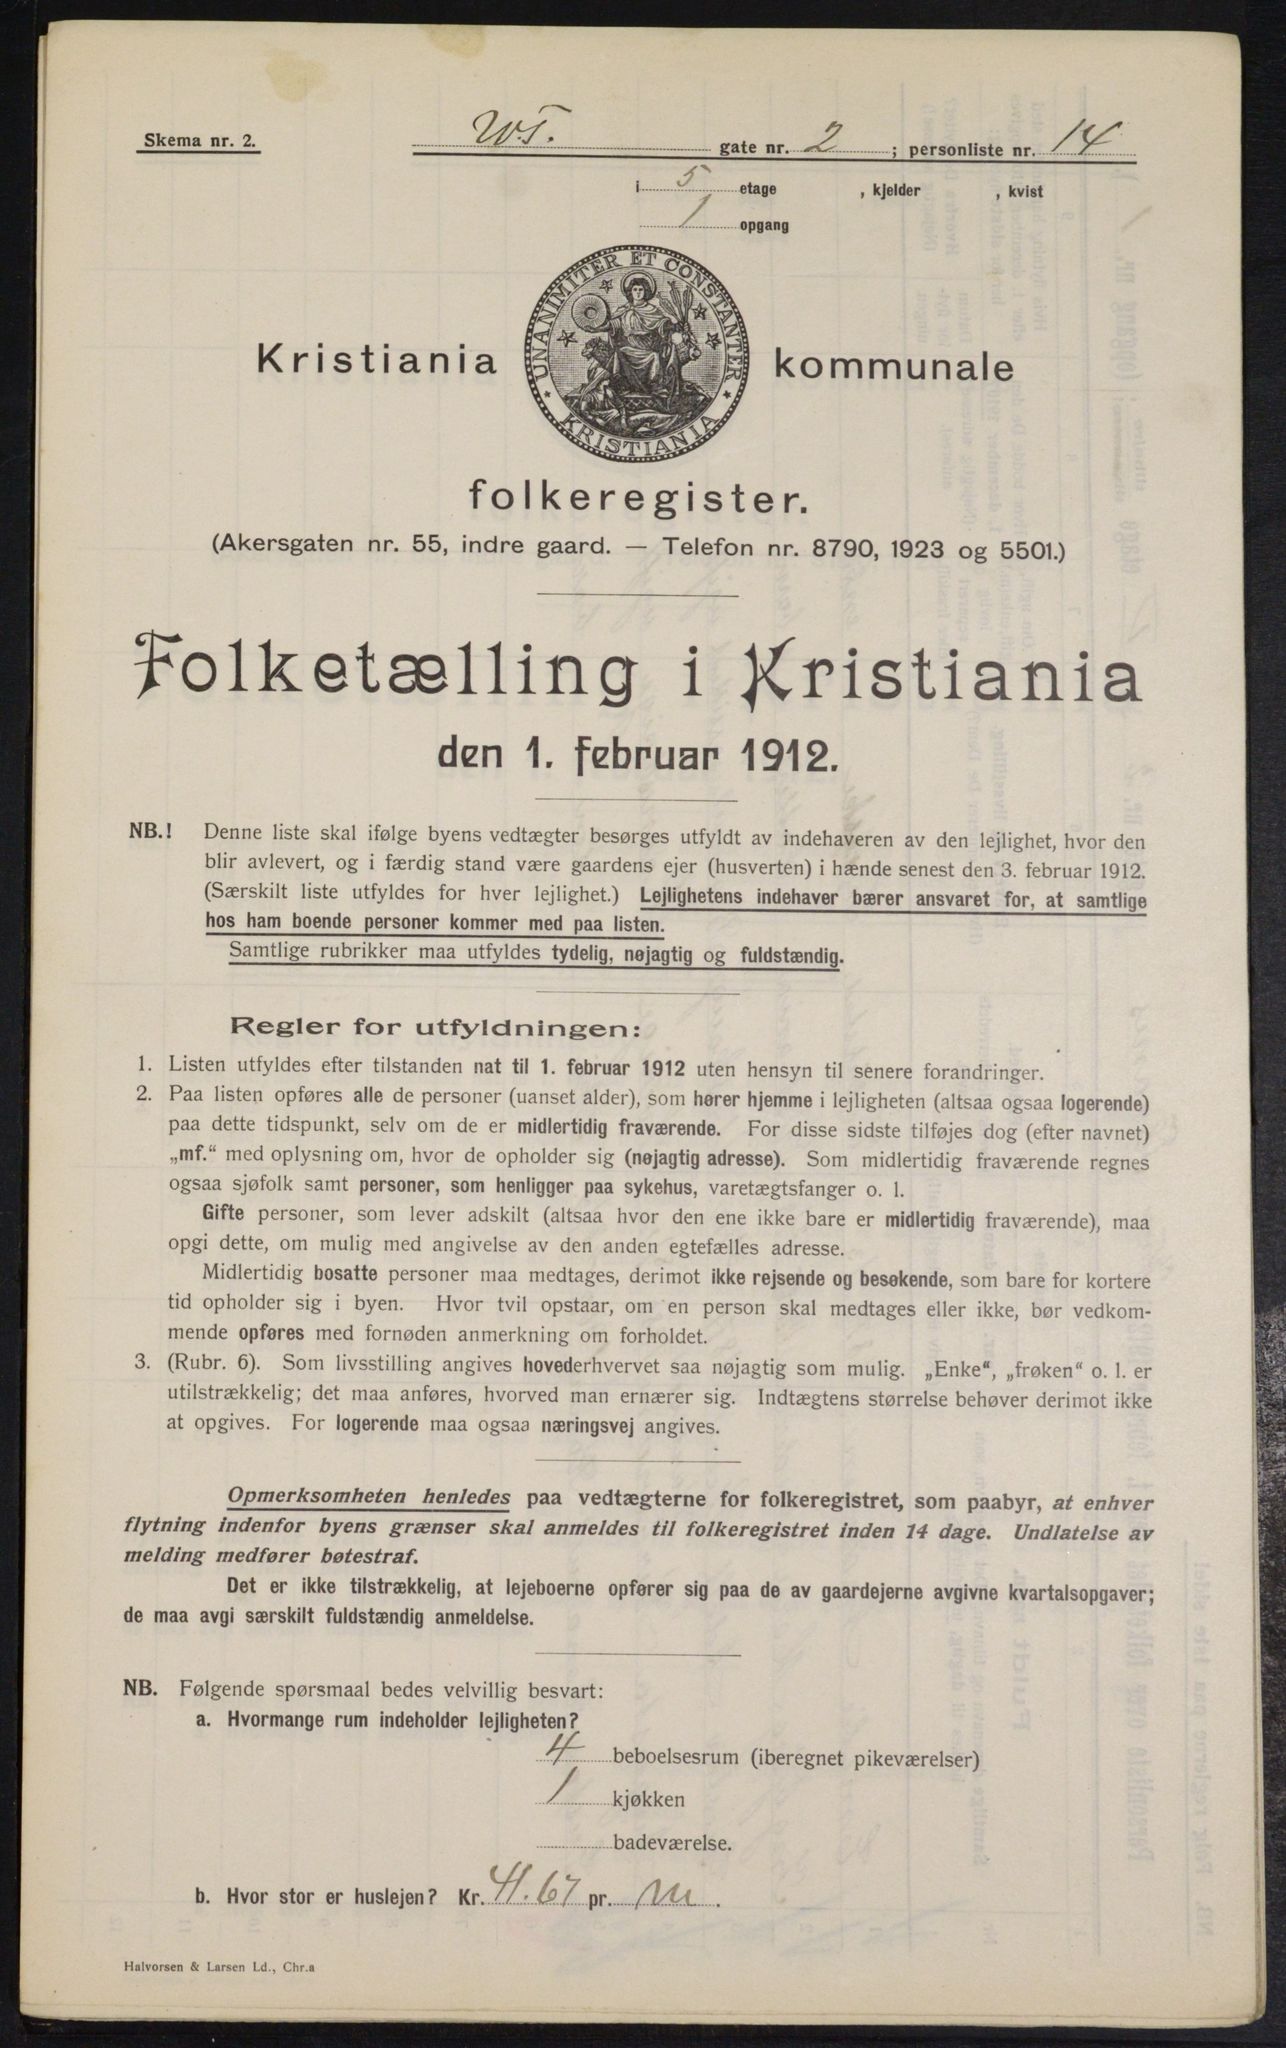 Skema nr. 2.
W.T. gate nr. 2 ; personliste nr. 14
i 5 etage , kjelder , kvist
1 opgang
UNANIMITER ET CONSTANTER
KRISTIANIA
Kristiania kommunale
folkeregister.
(Akersgaten nr. 55, indre gaard. — Telefon nr. 8790, 1923 og 5501.)
Folketælling i Kristiania
den 1. februar 1912.
NB.! Denne liste skal ifølge byens vedtægter besørges utfyldt av indehaveren av den lejlighet, hvor den
blir avlevert, og i færdig stand være gaardens ejer (husverten) i hænde senest den 3. februar 1912.
(Særskilt liste utfyldes for hver lejlighet.) Lejlighetens indehaver bærer ansvaret for, at samtlige
hos ham boende personer kommer med paa listen.
Samtlige rubrikker maa utfyldes tydelig, nøjagtig og fuldstændig.
Regler for utfyldningen:
1. Listen utfyldes efter tilstanden nat til 1. februar 1912 uten hensyn til senere forandringer.
2. Paa listen opføres alle de personer (uanset alder), som hører hjemme i lejligheten (altsaa ogsaa logerende)
paa dette tidspunkt, selv om de er midlertidig fraværende. For disse sidste tilføjes dog (efter navnet)
„mf.“ med oplysning om, hvor de opholder sig (nøjagtig adresse). Som midlertidig fraværende regnes
ogsaa sjøfolk samt personer, som henligger paa sykehus, varetægtsfanger o. l.
Gifte personer, som lever adskilt (altsaa hvor den ene ikke bare er midlertidig fraværende), maa
opgi dette, om mulig med angivelse av den anden egtefælles adresse.
Midlertidig bosatte personer maa medtages, derimot ikke rejsende og besøkende, som bare for kortere
tid opholder sig i byen. Hvor tvil opstaar, om en person skal medtages eller ikke, bør vedkom-
mende opføres med fornøden anmerkning om forholdet.
3. (Rubr. 6). Som livsstilling angives hovederhvervet saa nøjagtig som mulig. „Enke“, „frøken“ o. l. er
utilstrækkelig; det maa anføres, hvorved man ernærer sig. Indtægtens størrelse behøver derimot ikke
at opgives. For logerende maa ogsaa næringsvej angives.
Opmerksomheten henledes paa vedtægterne for folkeregistret, som paabyr, at enhver
flytning indenfor byens grænser skal anmeldes til folkeregistret inden 14 dage. Undlatelse av
melding medfører bøtestraf.
Det er ikke tilstrækkelig, at lejeboerne opfører sig paa de av gaardejerne avgivne kvartalsopgaver;
de maa avgi særskilt fuldstændig anmeldelse.
NB. Følgende spørsmaal bedes velvillig besvart:
a. Hvormange rum indeholder lejligheten?
4 beboelsesrum (iberegnet pikeværelser)
1 kjøkken
badeværelse.
b. Hvor stor er huslejen? Kr. 41.67 pr. M.
Halvorsen & Larsen Ld., Chr.a